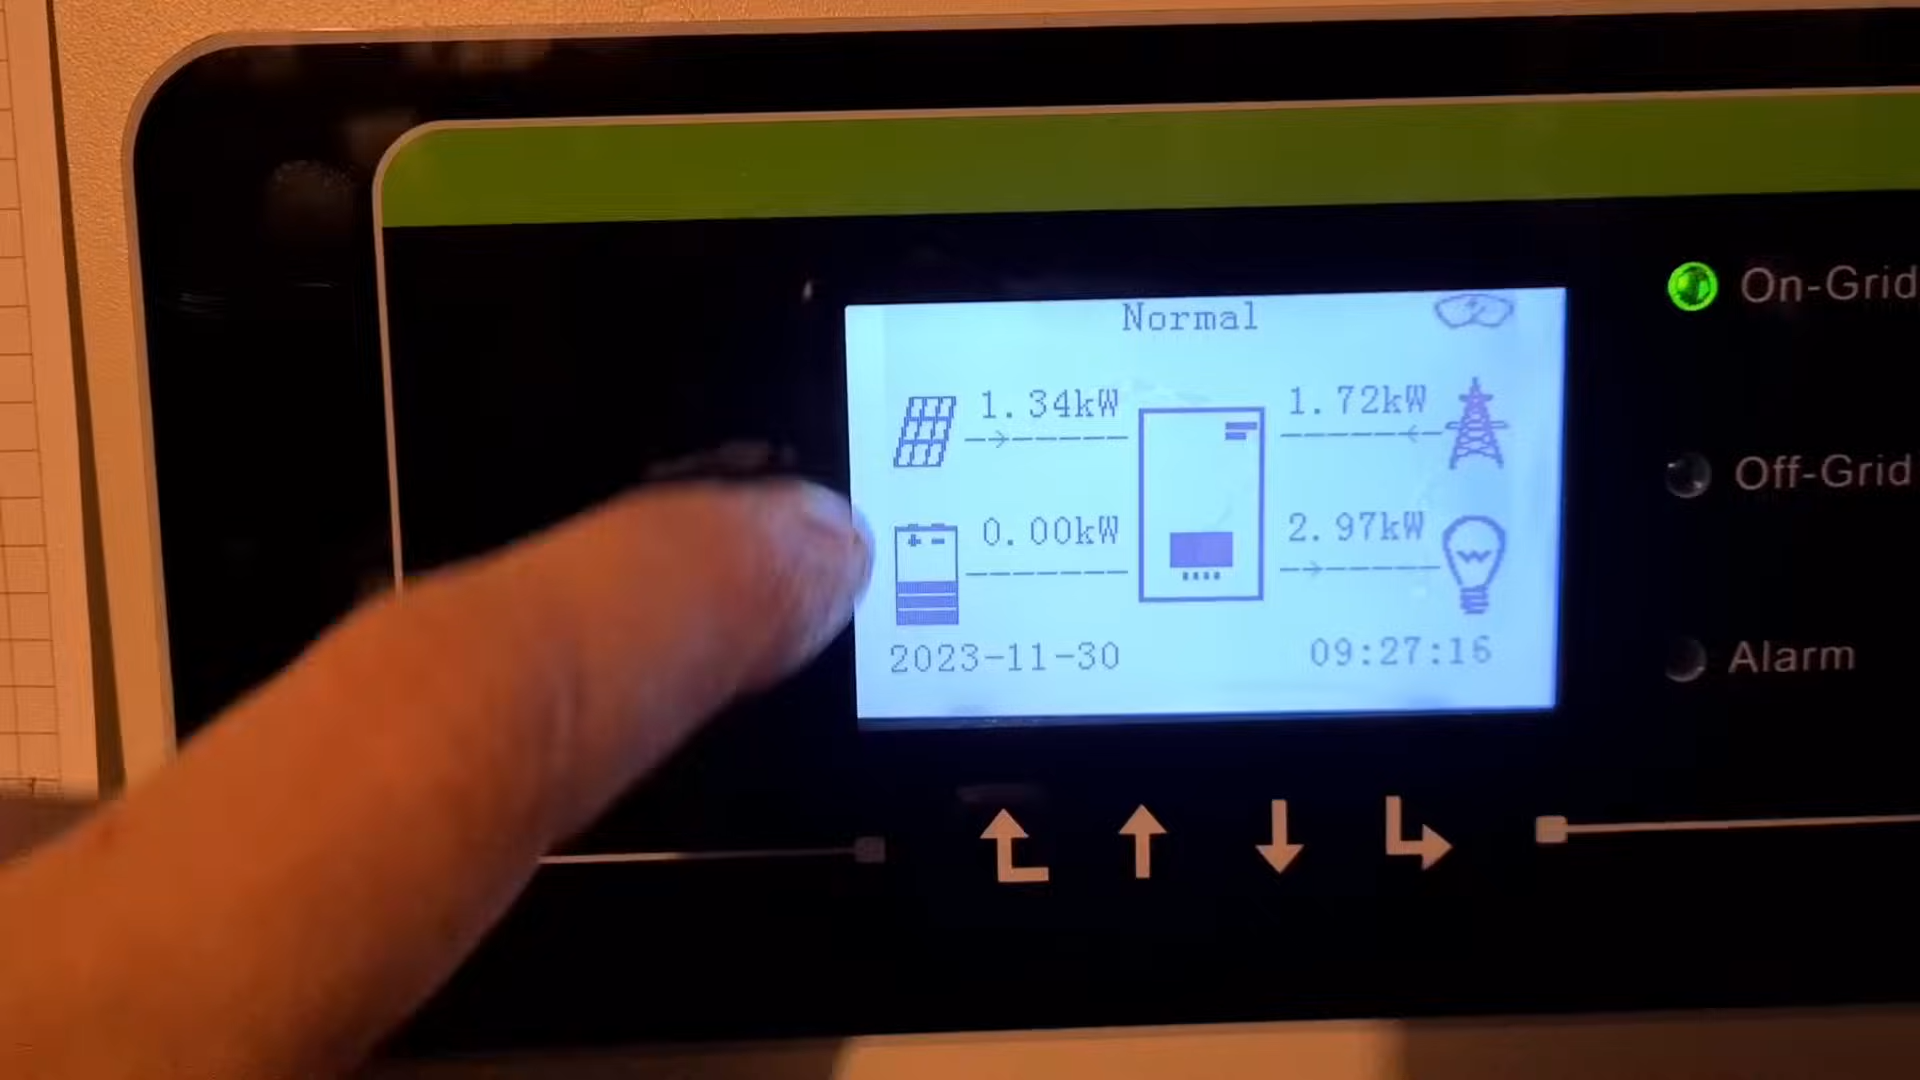 Normal
1.34kW
1.72kW
0.00kW
2.97kW
2023-11-30
09:27:16
On-Grid
Off-Grid
Alarm